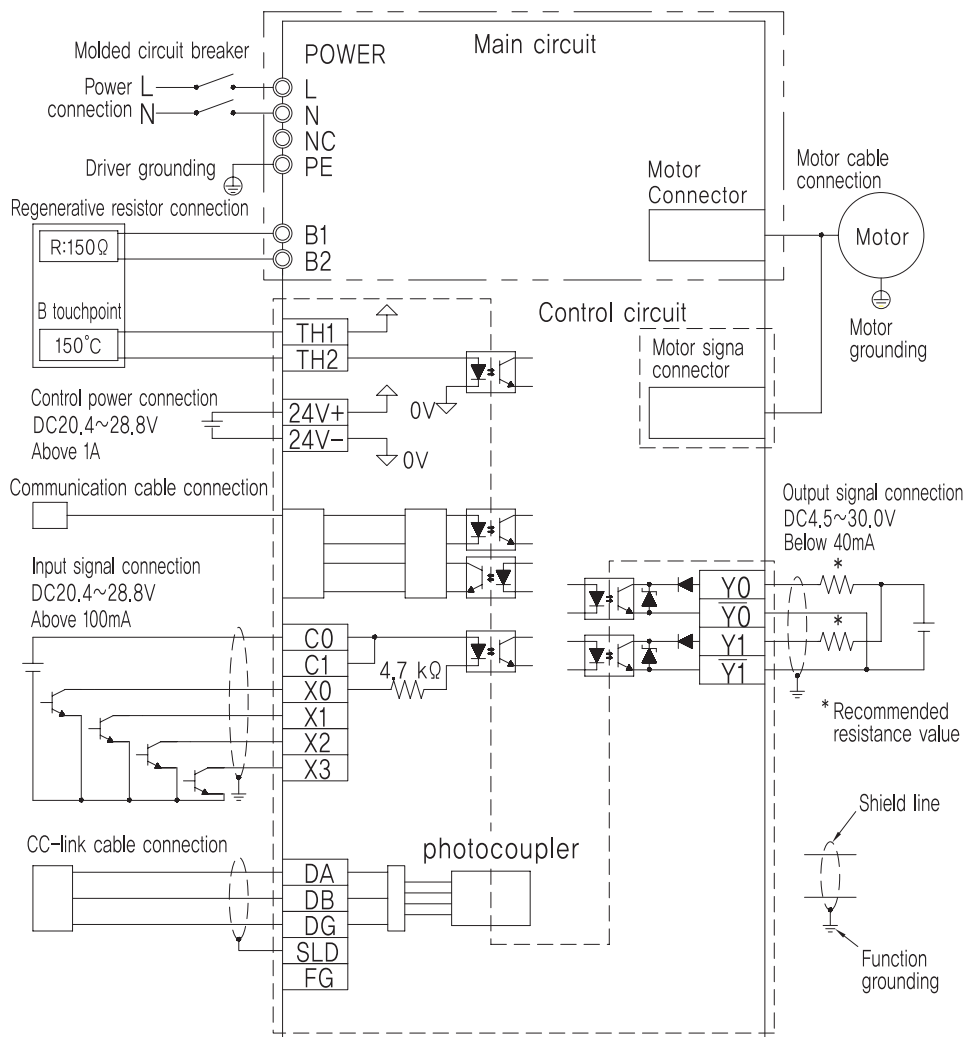 Main circuit
Molded circuit breaker
POWER
Power L
connection N
L
N
NC
PE
Driver grounding
Regenerative resistor connection
R:150Ω
B1
B2
Motor
Connector
Motor cable
connection
Motor
Motor
grounding
B touchpoint
150°C
TH1
TH2
Control circuit
Motor signa
connector
0V
Control power connection
DC20.4~28.8V
Above 1A
24V+
24V-
0V
Communication cable connection
Output signal connection
DC4.5~30.0V
Below 40mA
*
*
Y0
Y0̅
Y1
Y1̅
* Recommended
resistance value
Input signal connection
DC20.4~28.8V
Above 100mA
C0
C1
X0
X1
X2
X3
4.7 kΩ
CC-link cable connection
DA
DB
DG
SLD
FG
photocoupler
Shield line
Function
grounding